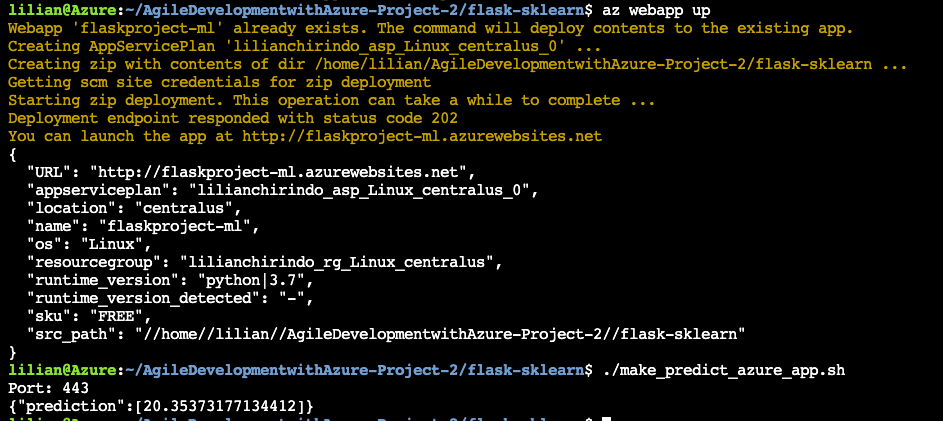 lilian@Azure:~/AgileDevelopmentwithAzure-Project-2/flask-sklearn$ az webapp up
Webapp 'flaskproject-ml' already exists. The command will deploy contents to the existing app.
Creating AppServicePlan 'lilianchirindo_asp_Linux_centralus_0' ...
Creating zip with contents of dir /home/lilian/AgileDevelopmentwithAzure-Project-2/flask-sklearn ...
Getting scm site credentials for zip deployment
Starting zip deployment. This operation can take a while to complete ...
Deployment endpoint responded with status code 202
You can launch the app at http://flaskproject-ml.azurewebsites.net
{
  "URL": "http://flaskproject-ml.azurewebsites.net",
  "appserviceplan": "lilianchirindo_asp_Linux_centralus_0",
  "location": "centralus",
  "name": "flaskproject-ml",
  "os": "Linux",
  "resourcegroup": "lilianchirindo_rg_Linux_centralus",
  "runtime_version": "python|3.7",
  "runtime_version_detected": "-",
  "sku": "FREE",
  "src_path": "//home//lilian//AgileDevelopmentwithAzure-Project-2//flask-sklearn"
}
lilian@Azure:~/AgileDevelopmentwithAzure-Project-2/flask-sklearn$ ./make_predict_azure_app.sh
Port: 443
{"prediction":[20.35373177134412]}
lilian@Azure:~/AgileDevelopmentwithAzure-Project-2/flask-sklearn$